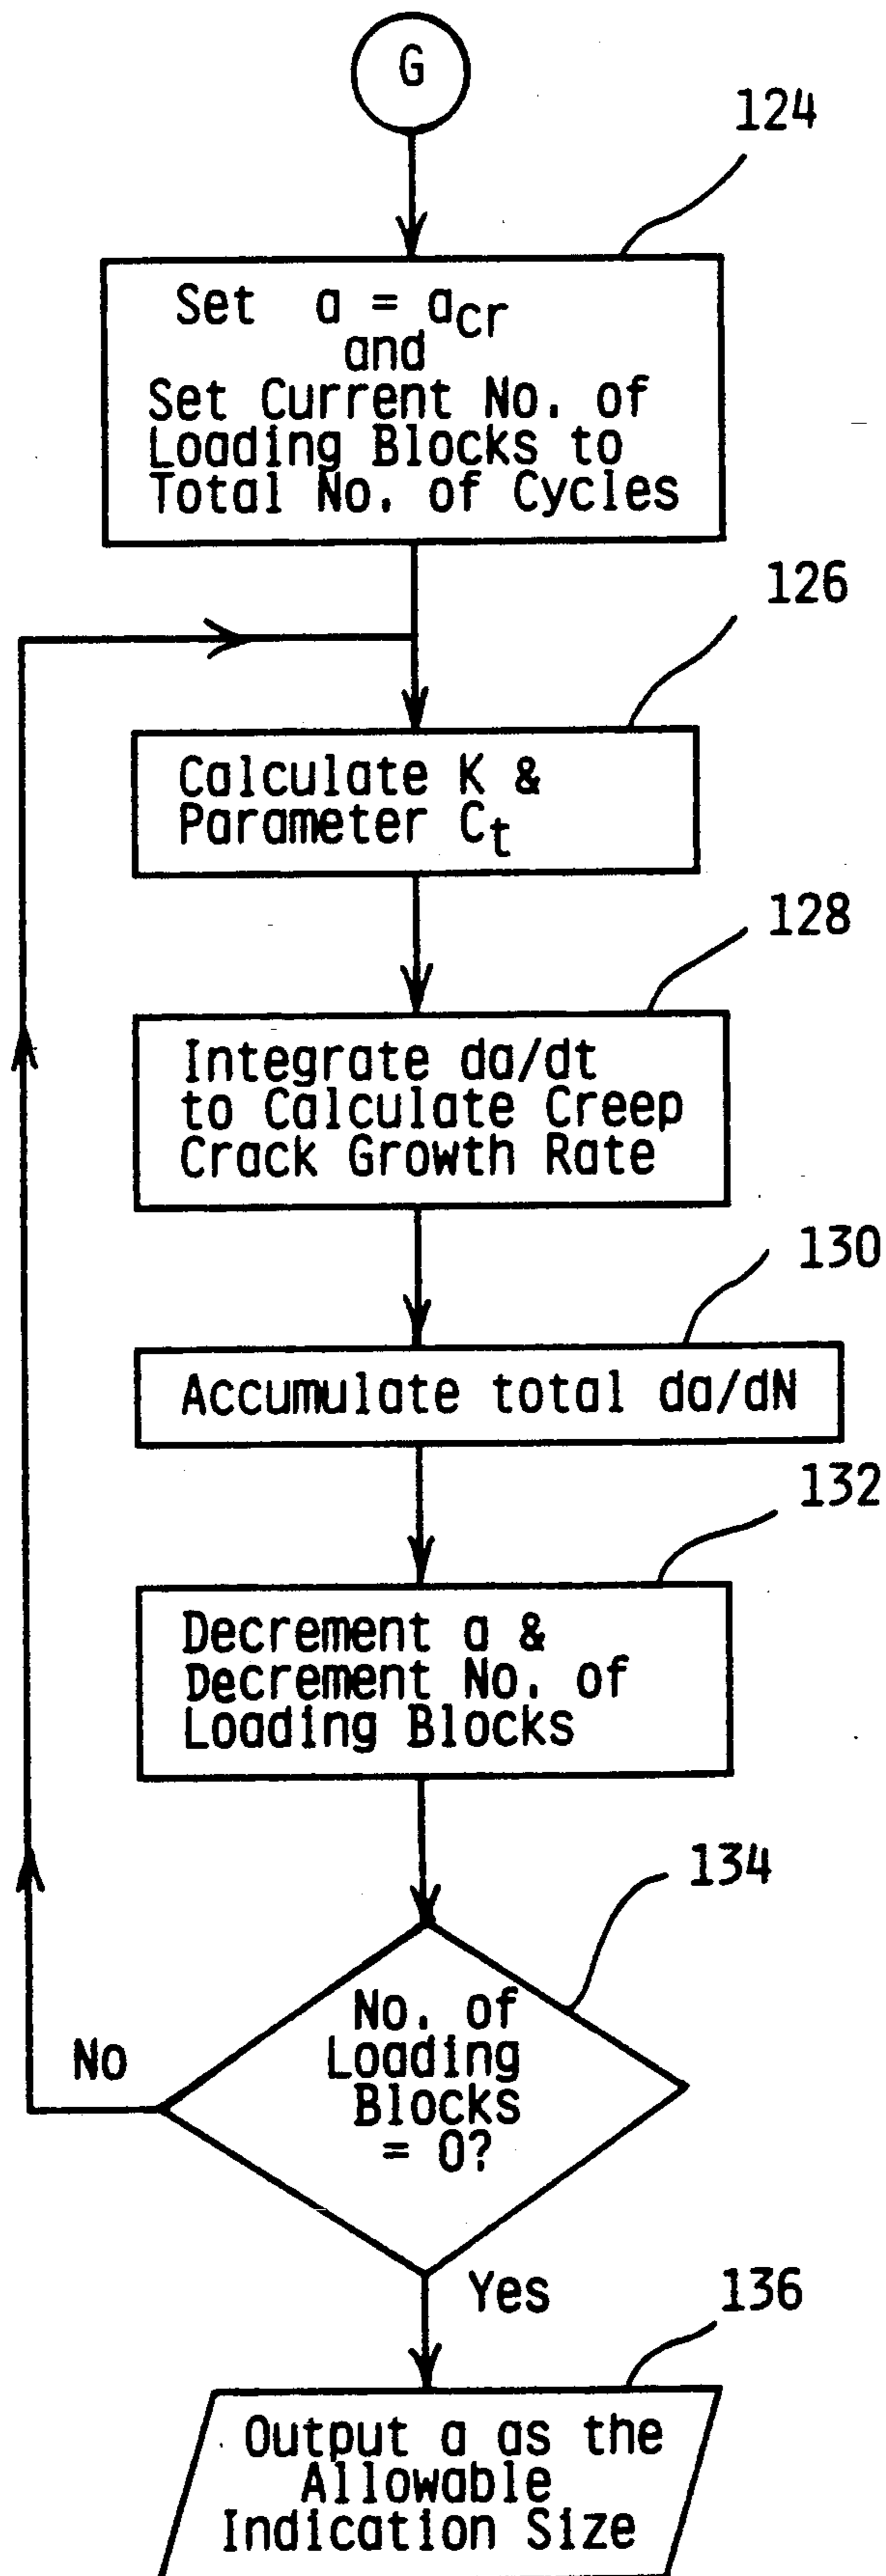 G
124
Set a = acr
and
Set Current No. of
Loading Blocks to
Total No. of Cycles
126
Calculate K &
Parameter Ct
128
Integrate da/dt
to Calculate Creep
Crack Growth Rate
130
Accumulate total da/dN
132
Decrement a &
Decrement No. of
Loading Blocks
134
No. of
Loading
Blocks
= 0?
No
Yes
136
Output a as the
Allowable
Indication Size